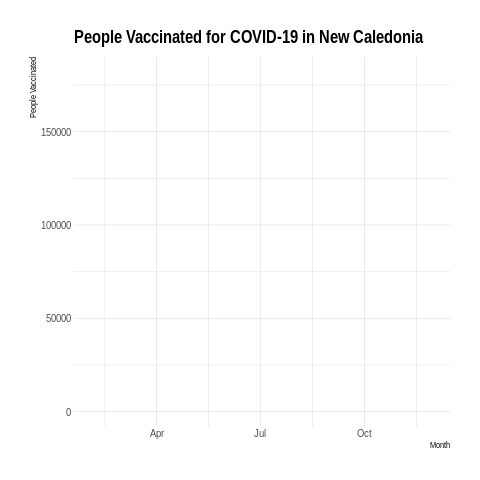 People Vaccinated for COVID-19 in New Caledonia
People Vaccinated
150000
100000
50000
0
Apr Jul Oct
Month